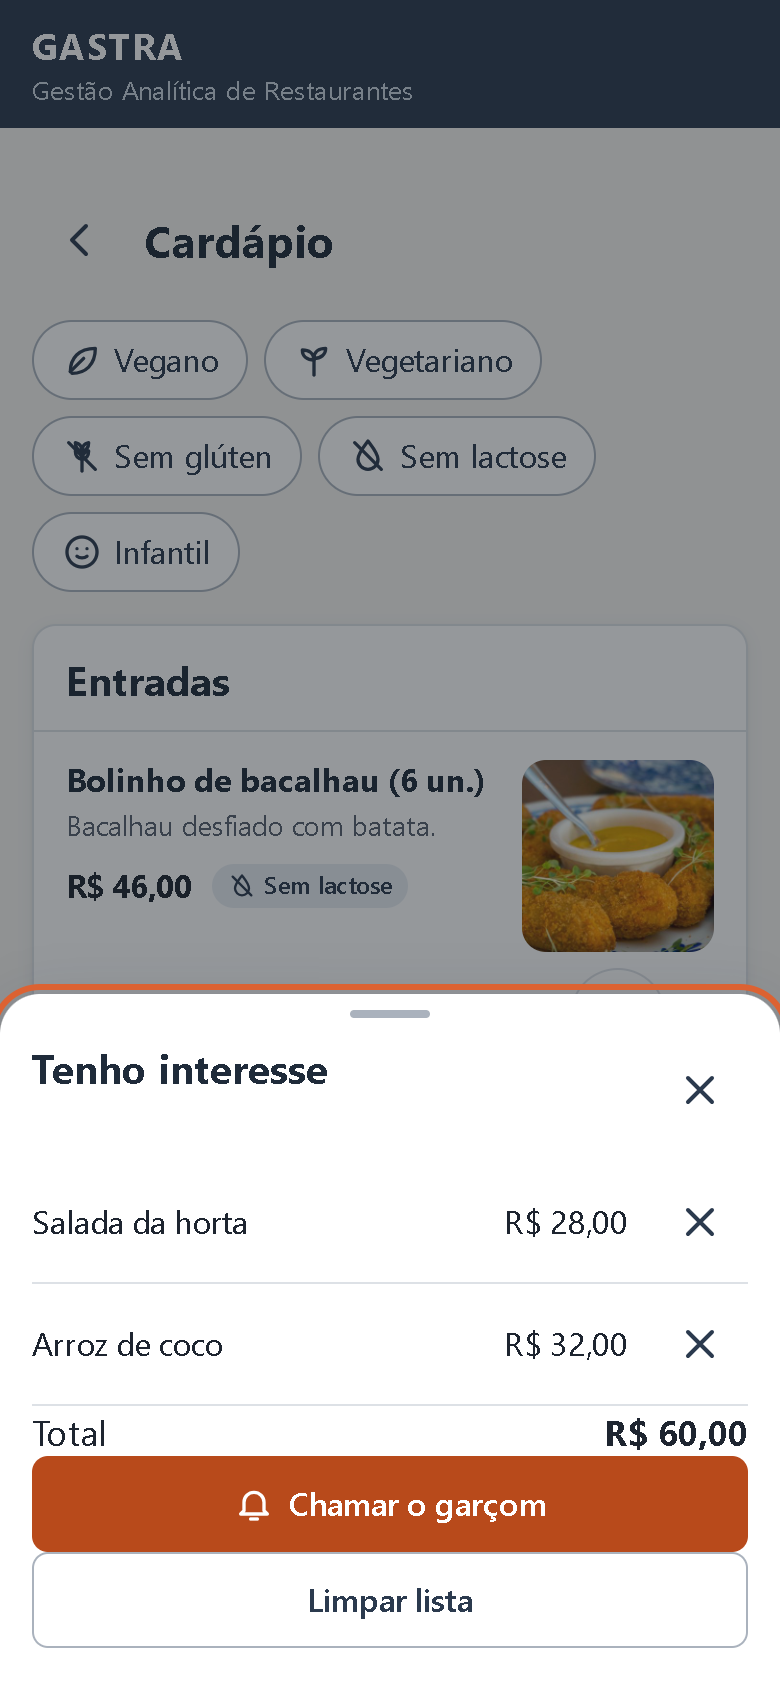 GASTRA
Gestão Analítica de Restaurantes
Cardápio
Vegano
Vegetariano
Sem glúten
Sem lactose
Infantil
Entradas
Bolinho de bacalhau (6 un.)
Bacalhau desfiado com batata.
R$ 46,00
Sem lactose
Tenho interesse
Salada da horta R$ 28,00
Arroz de coco R$ 32,00
Total R$ 60,00
Chamar o garçom
Limpar lista